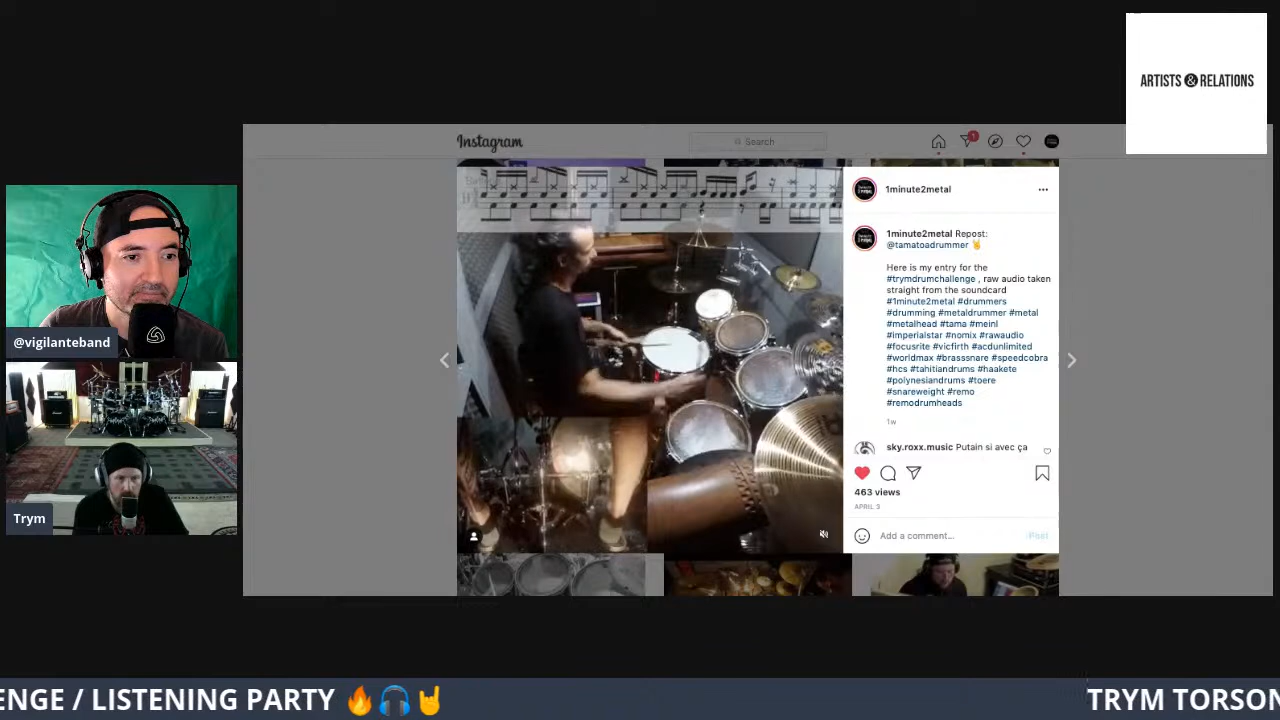 ARTISTS & RELATIONS
Instagram
Search
1
1minute2metal
1minute2metal Repost:
@tamatoadrummer 🤘
Here is my entry for the
#trymdrumchallenge , raw audio taken
straight from the soundcard
#1minute2metal #drummers
#drumming #metaldrummer #metal
#metalhead #tama #meinl
#imperialstar #nomix #rawaudio
#focusrite #vicfirth #acdunlimited
#worldmax #brasssnare #speedcobra
#hcs #tahitiandrums #haakete
#polynesiandrums #toere
#snareweight #remo
#remodrumheads
1w
sky.roxx.music Putain si avec ça
463 views
APRIL 3
Add a comment...
Post
@vigilanteband
Trym
ENGE / LISTENING PARTY 🔥🎧🤘
TRYM TORSON